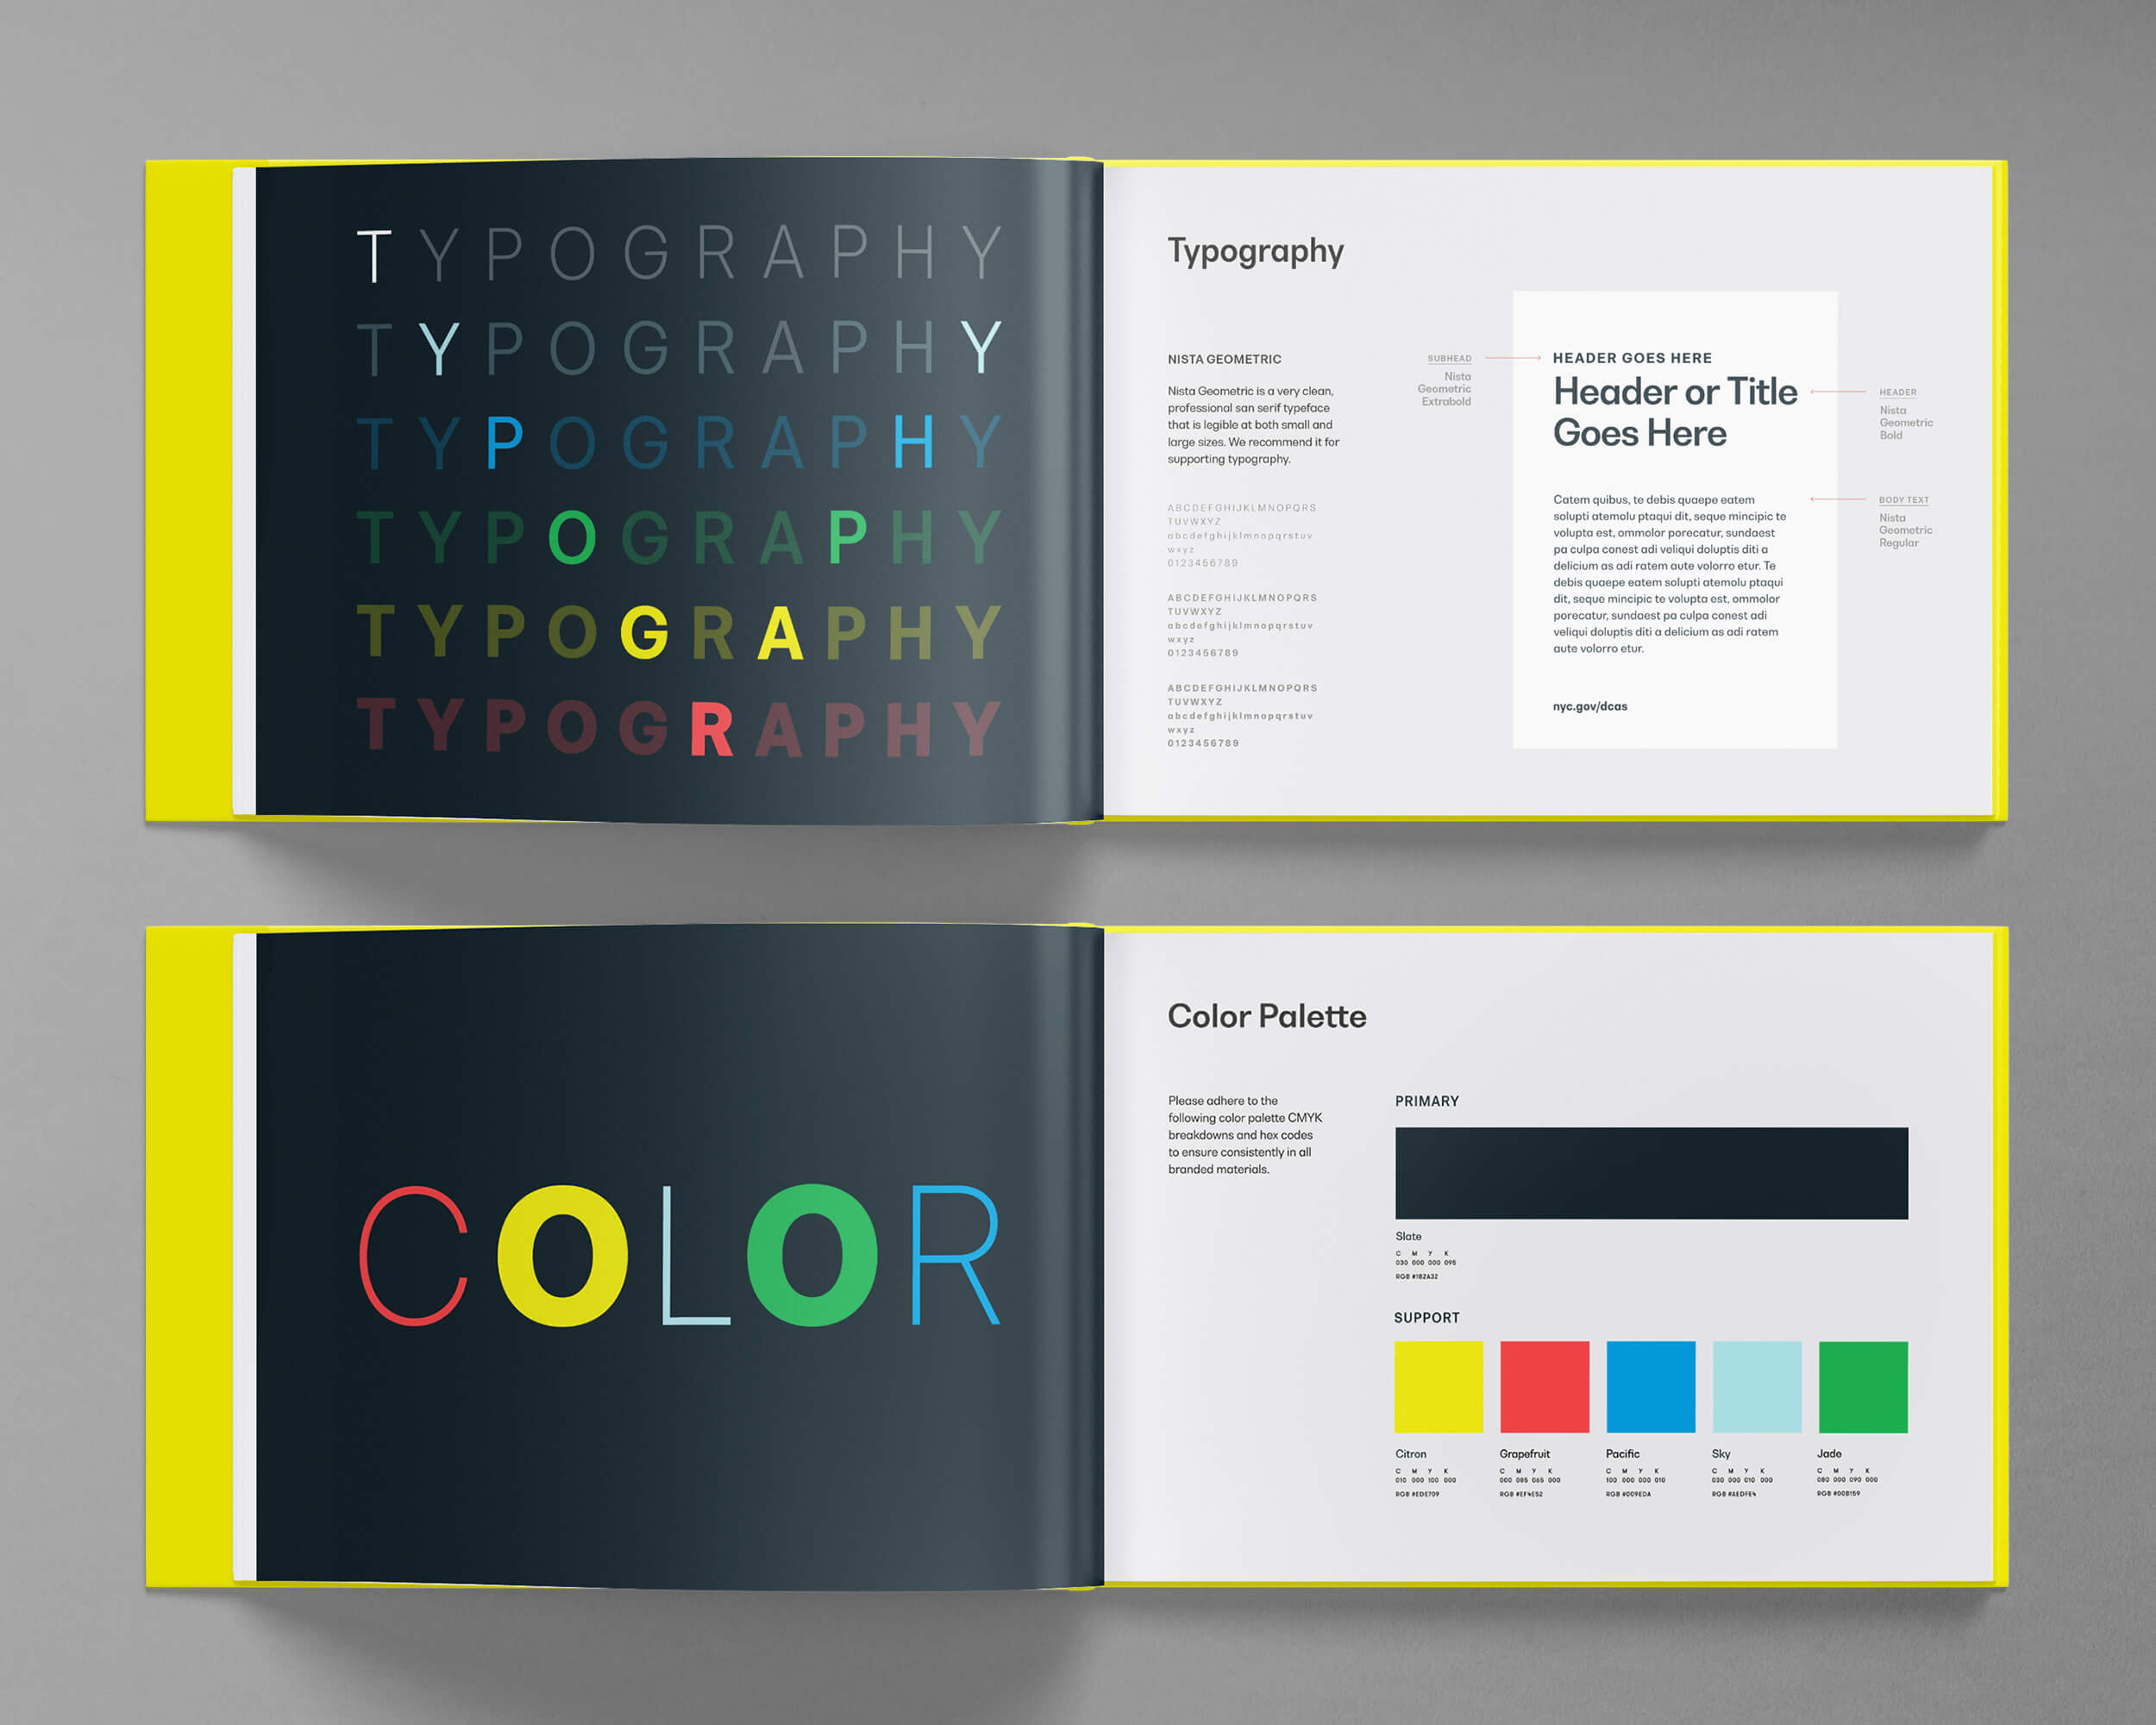 TYPOGRAPHY
TYPOGRAPHY
TYPOGRAPHY
TYPOGRAPHY
TYPOGRAPHY
TYPOGRAPHY
Typography
NISTA GEOMETRIC
Nista Geometric is a very clean,
professional san serif typeface
that is legible at both small and
large sizes. We recommend it for
supporting typography.
ABCDEFGHIJKLMNOPQRS
TUVWXYZ
abcdefghijklmnopqrstuv
wxyz
0123456789
ABCDEFGHIJKLMNOPQRS
TUVWXYZ
abcdefghijklmnopqrstuv
wxyz
0123456789
ABCDEFGHIJKLMNOPQRS
TUVWXYZ
abcdefghijklmnopqrstuv
wxyz
0123456789
SUBHEAD
Nista
Geometric
Extrabold
HEADER GOES HERE
Header or Title
Goes Here
Catem quibus, te debis quaepe eatem
solupti atemolu ptaqui dit, seque mincipic te
volupta est, ommolor porecatur, sundaest
pa culpa conest adi veliqui doluptis diti a
delicium as adi ratem aute volorro etur. Te
debis quaepe eatem solupti atemolu ptaqui
dit, seque mincipic te volupta est, ommolor
porecatur, sundaest pa culpa conest adi
veliqui doluptis diti a delicium as adi ratem
aute volorro etur.
nyc.gov/dcas
HEADER
Nista
Geometric
Bold
BODY TEXT
Nista
Geometric
Regular
COLOR
Color Palette
Please adhere to the
following color palette CMYK
breakdowns and hex codes
to ensure consistently in all
branded materials.
PRIMARY
Slate
C M Y K
030 000 000 095
RGB #182A32
SUPPORT
Citron
C M Y K
010 000 100 000
RGB #EDE709
Grapefruit
C M Y K
000 085 065 000
RGB #EF4E52
Pacific
C M Y K
100 000 000 010
RGB #009EDA
Sky
C M Y K
030 000 010 000
RGB #AEDFE4
Jade
C M Y K
080 000 090 000
RGB #00B159